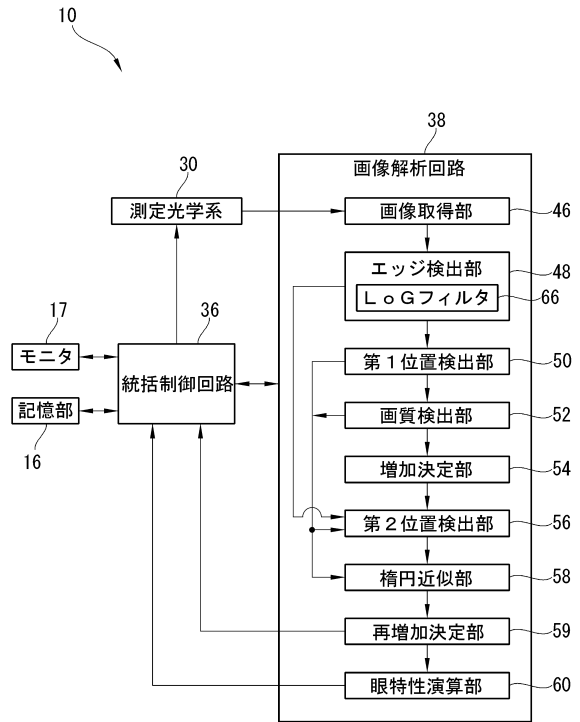 10
38
画像解析回路
30
測定光学系
画像取得部
46
エッジ検出部
48
LoGフィルタ
66
17
モニタ
36
統括制御回路
第1位置検出部
50
記憶部
16
画質検出部
52
増加決定部
54
第2位置検出部
56
楕円近似部
58
再増加決定部
59
眼特性演算部
60